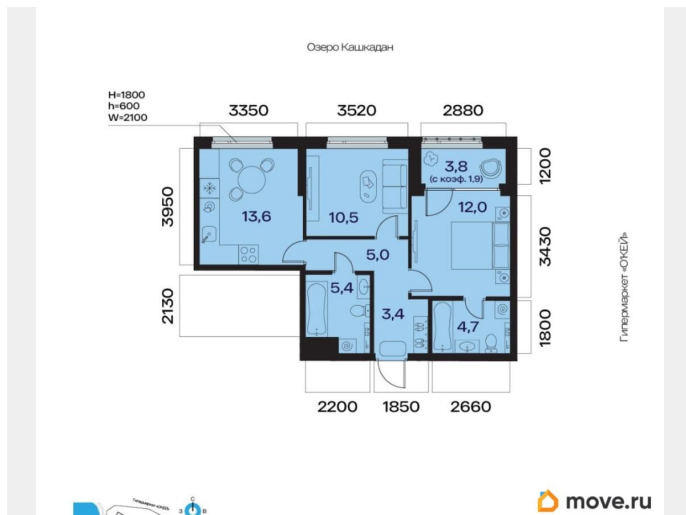 Озеро Кашкадан
H=1800
h=600
W=2100
3350
3520
2880
3950
13,6
10,5
3,8
(с коэф. 1,9)
12,0
1200
5,0
3430
2130
5,4
3,4
4,7
1800
Гипермаркет «О'КЕЙ»
2200
1850
2660
Гипермаркет «ОКЕЙ»
С
З
В
move.ru